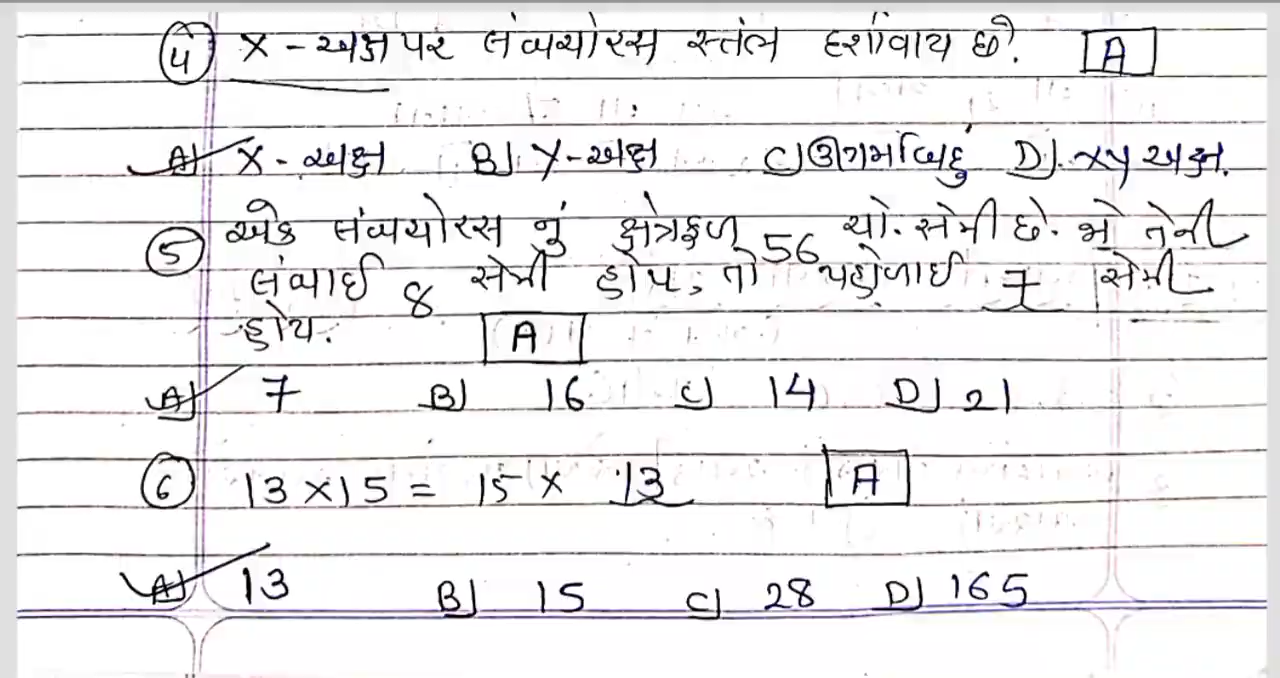 ④ X - અક્ષ પર લંબચોરસ સ્તંભ દર્શાવાય છે. A
A) X - અક્ષ B) Y - અક્ષ C) ઊગમબિંદુ D) xy અક્ષ.
⑤ એક લંબચોરસ નું ક્ષેત્રફળ 56 ચો. સેમી છે. જો તેની
લંબાઈ 8 સેમી હોય, તો પહોળાઈ 7 સેમી
હોય. A
A) 7 B) 16 C) 14 D) 21
⑥ 13 × 15 = 15 × 13 A
A) 13 B) 15 C) 28 D) 165